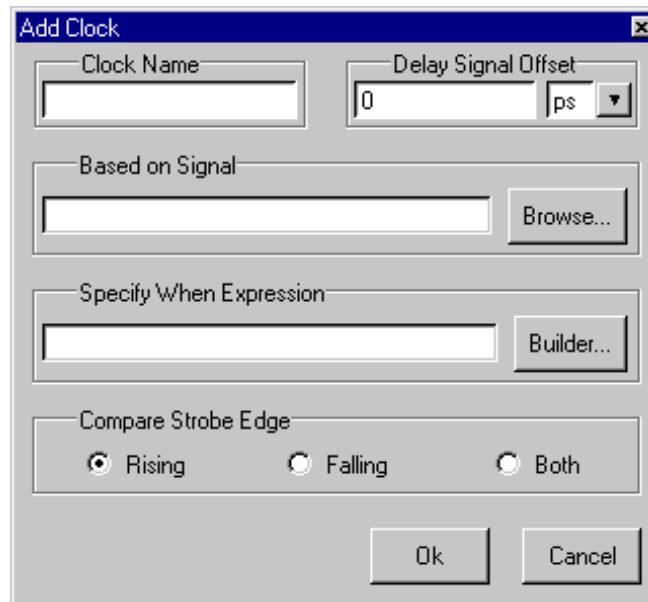 Add Clock
Clock Name
Delay Signal Offset
0
ps
Based on Signal
Browse...
Specify When Expression
Builder...
Compare Strobe Edge
Rising
Falling
Both
Ok
Cancel